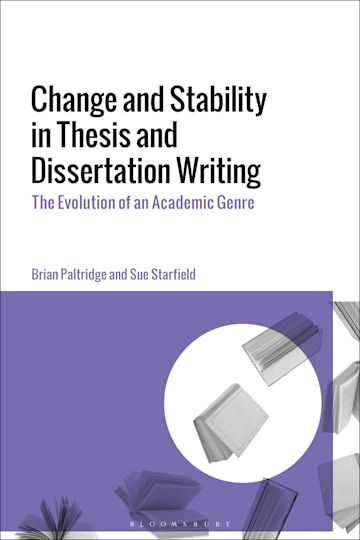 Change and Stability
in Thesis and
Dissertation Writing
The Evolution of an Academic Genre
Brian Paltridge and Sue Starfield
BLOOMSBURY